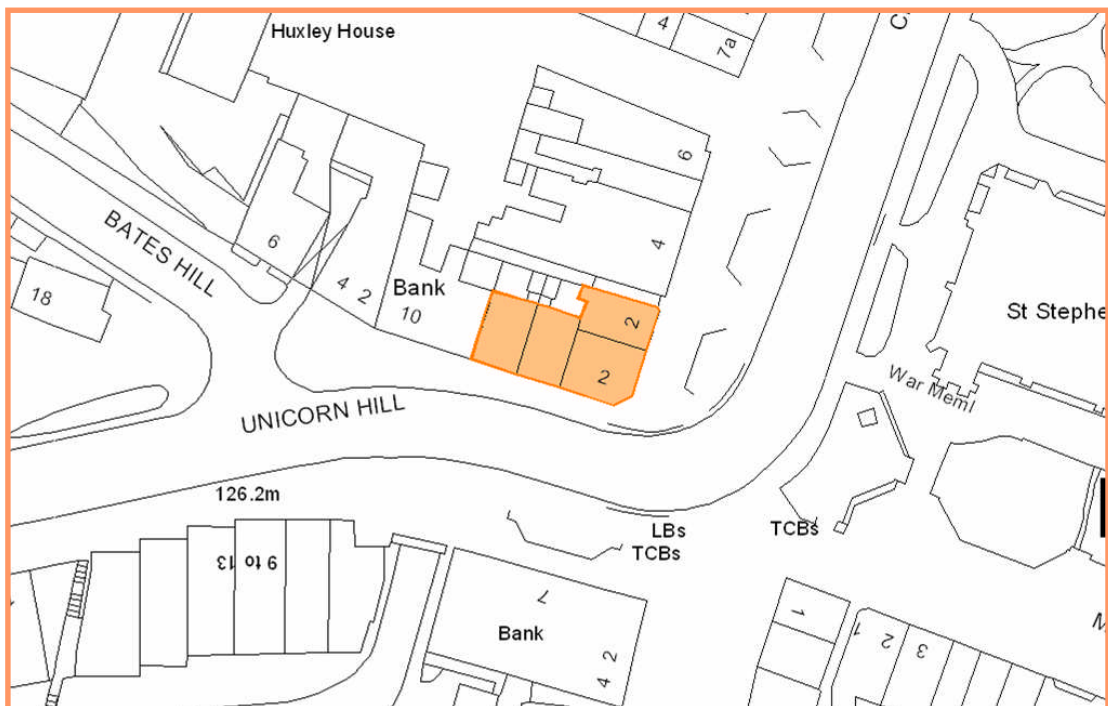 Huxley House
4
7a
C
6
BATES HILL
6
4
4 2
Bank
10
18
2
2
St Stephe
War Meml
UNICORN HILL
126.2m
LBs
TCBs
TCBs
9 to 13
7
Bank
4 2
1
1
2
3
M